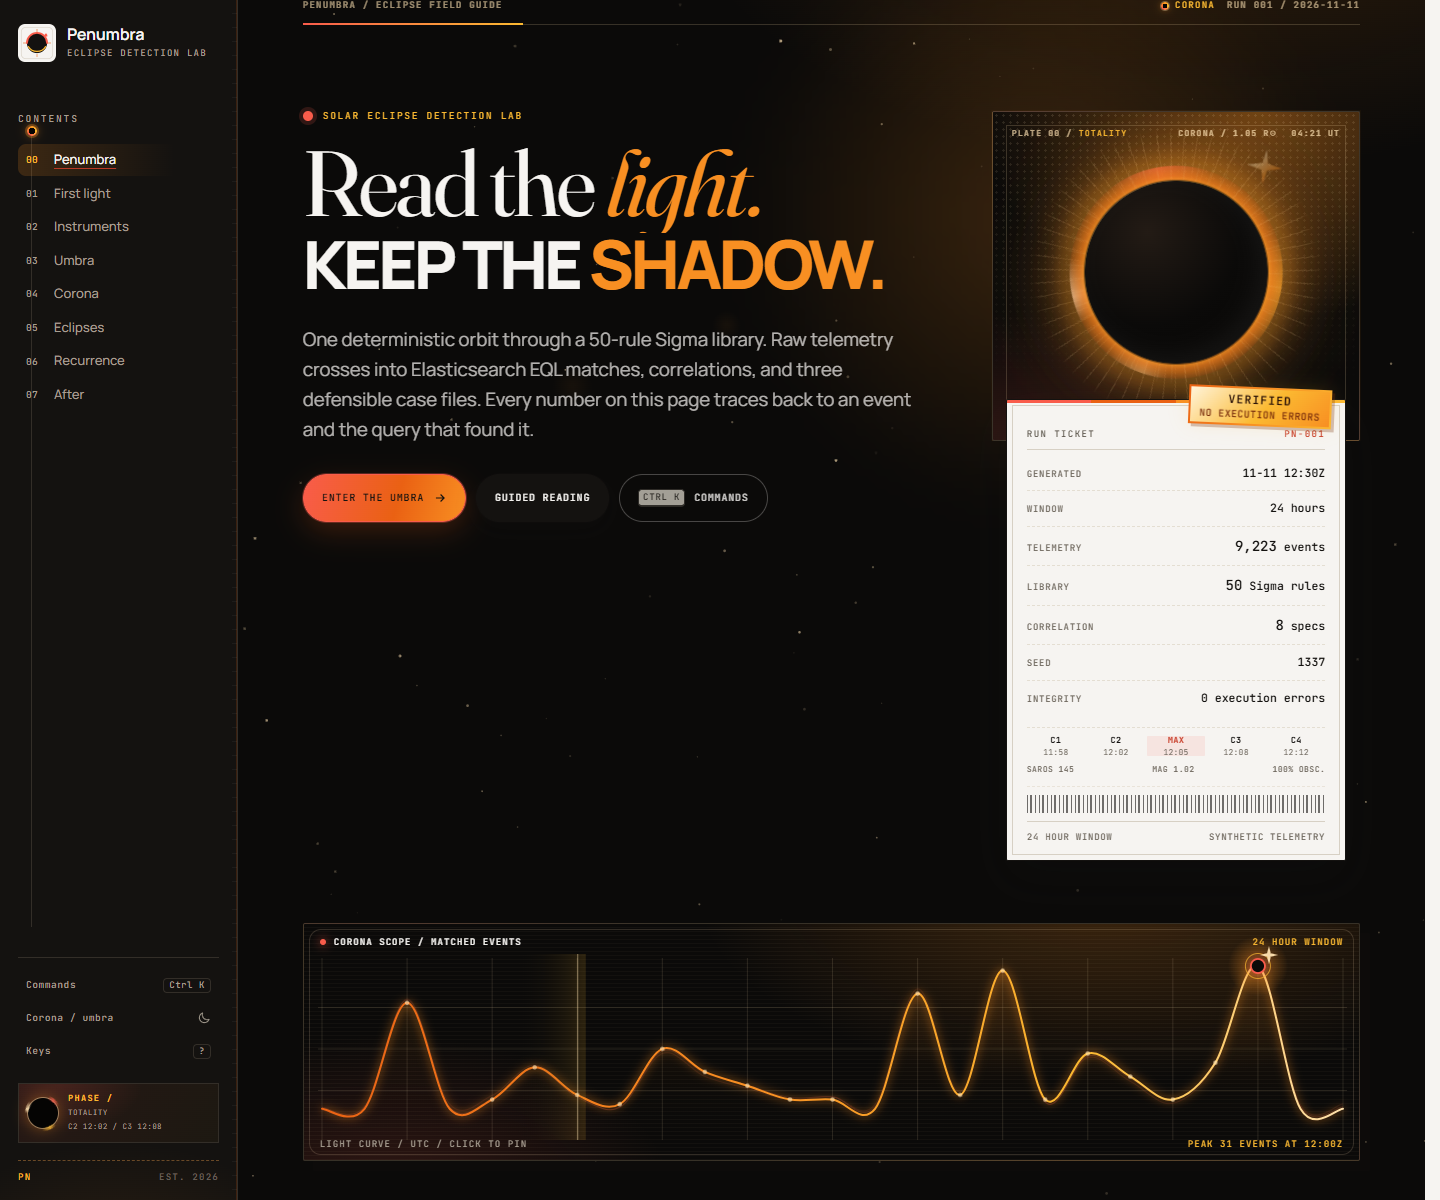 Penumbra
ECLIPSE DETECTION LAB
CONTENTS
00 Penumbra
01 First light
02 Instruments
03 Umbra
04 Corona
05 Eclipses
06 Recurrence
07 After
Commands Ctrl K
Corona / umbra
Keys ?
PHASE /
TOTALITY
C2 12:02 / C3 12:08
PN EST. 2026
PENUMBRA / ECLIPSE FIELD GUIDE
CORONA RUN 001 / 2026-11-11
SOLAR ECLIPSE DETECTION LAB
Read the light.
KEEP THE SHADOW.
One deterministic orbit through a 50-rule Sigma library. Raw telemetry
crosses into Elasticsearch EQL matches, correlations, and three
defensible case files. Every number on this page traces back to an event
and the query that found it.
ENTER THE UMBRA →
GUIDED READING
CTRL K COMMANDS
PLATE 00 / TOTALITY
CORONA / 1.05 R☉ 04:21 UT
VERIFIED
NO EXECUTION ERRORS
RUN TICKET PN-001
GENERATED 11-11 12:30Z
WINDOW 24 hours
TELEMETRY 9,223 events
LIBRARY 50 Sigma rules
CORRELATION 8 specs
SEED 1337
INTEGRITY 0 execution errors
C1 C2 MAX C3 C4
11:58 12:02 12:05 12:08 12:12
SAROS 145 MAG 1.02 100% OBSC.
24 HOUR WINDOW SYNTHETIC TELEMETRY
CORONA SCOPE / MATCHED EVENTS
24 HOUR WINDOW
LIGHT CURVE / UTC / CLICK TO PIN
PEAK 31 EVENTS AT 12:00Z